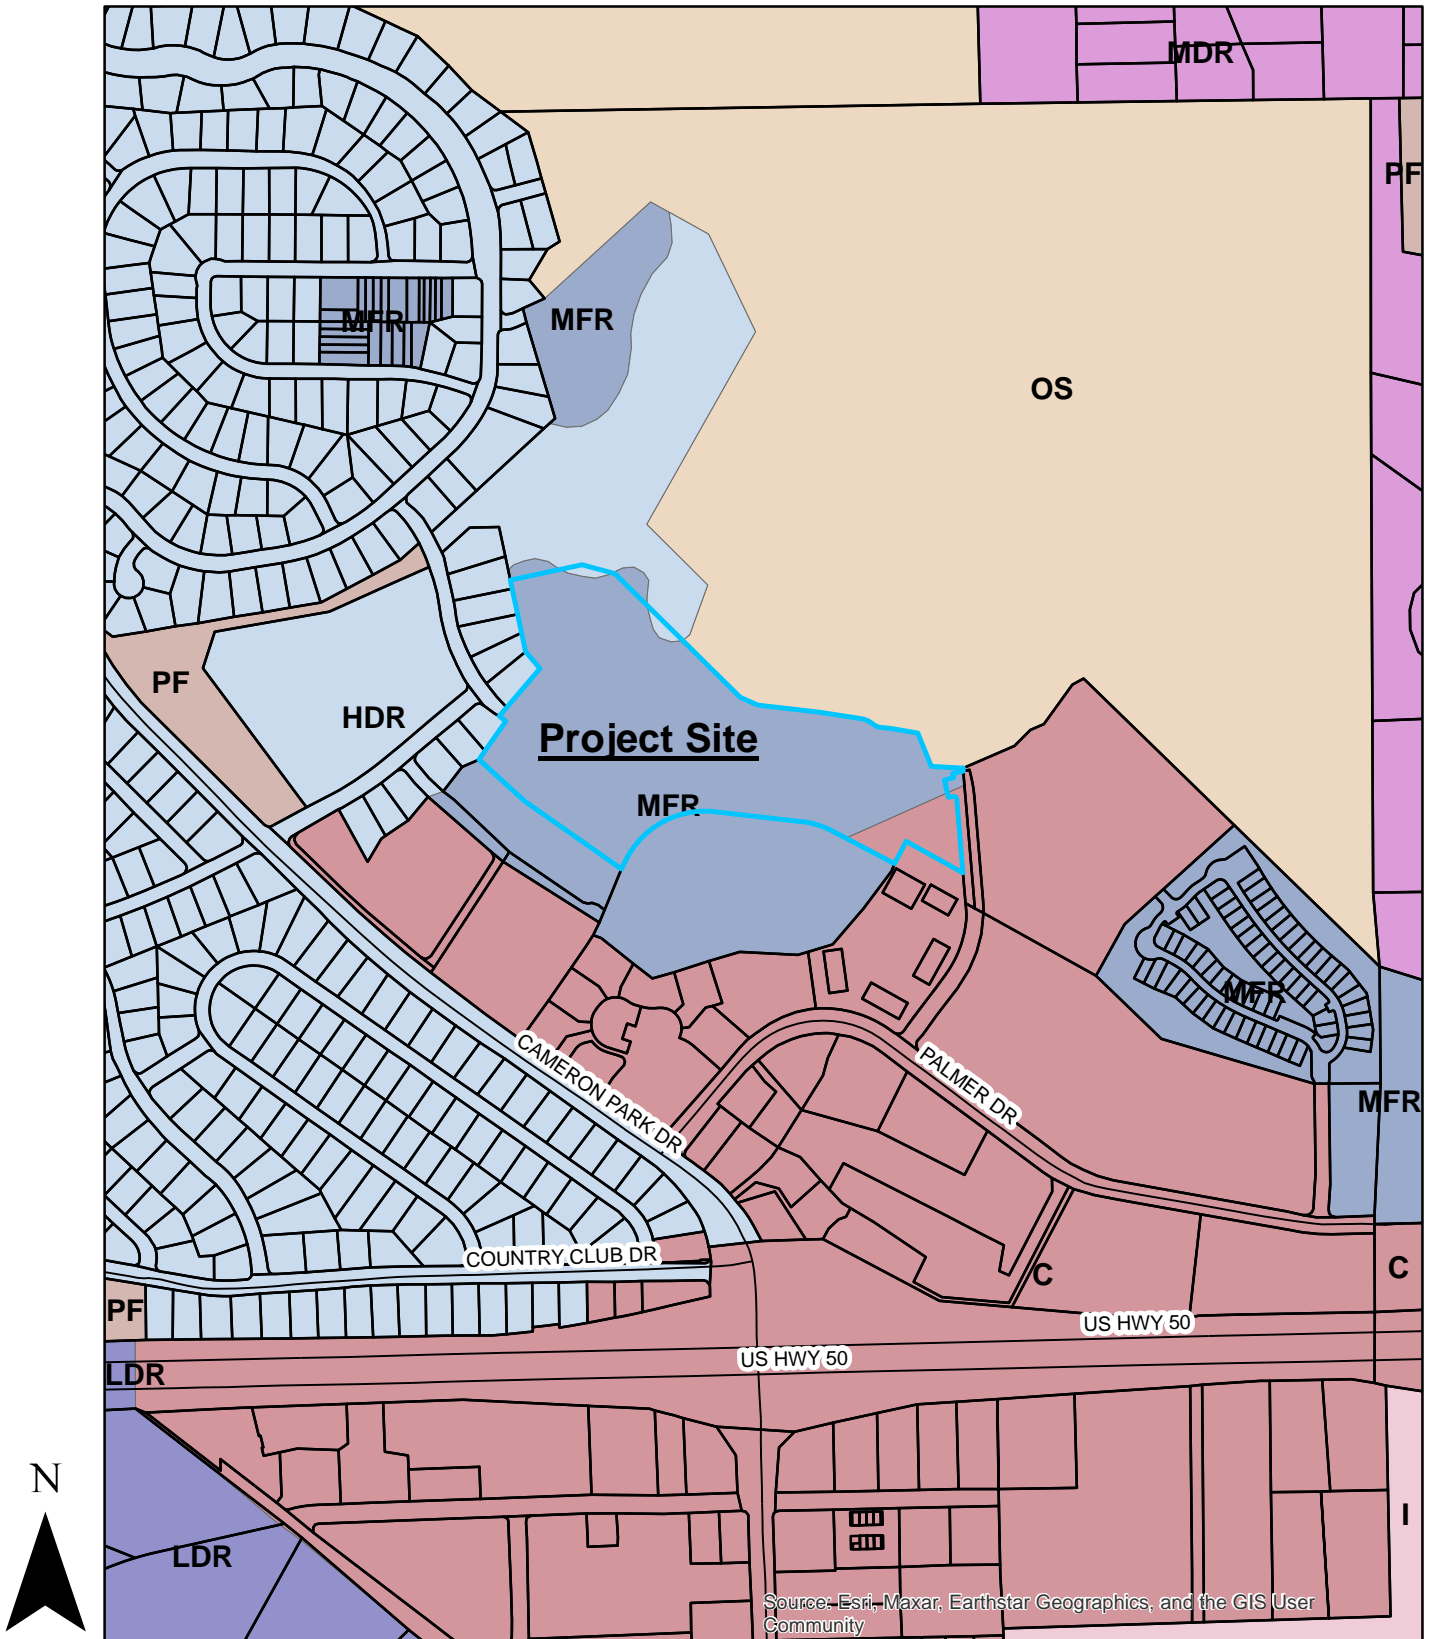 MDR
PF
MFR
MFR
OS
PF
HDR
Project Site
MFR
MFR
CAMERON PARK DR
PALMER DR
MFR
COUNTRY CLUB DR
C
C
PF
US HWY 50
US HWY 50
LDR
N
I
LDR
Source: Esri, Maxar, Earthstar Geographics, and the GIS User
Community